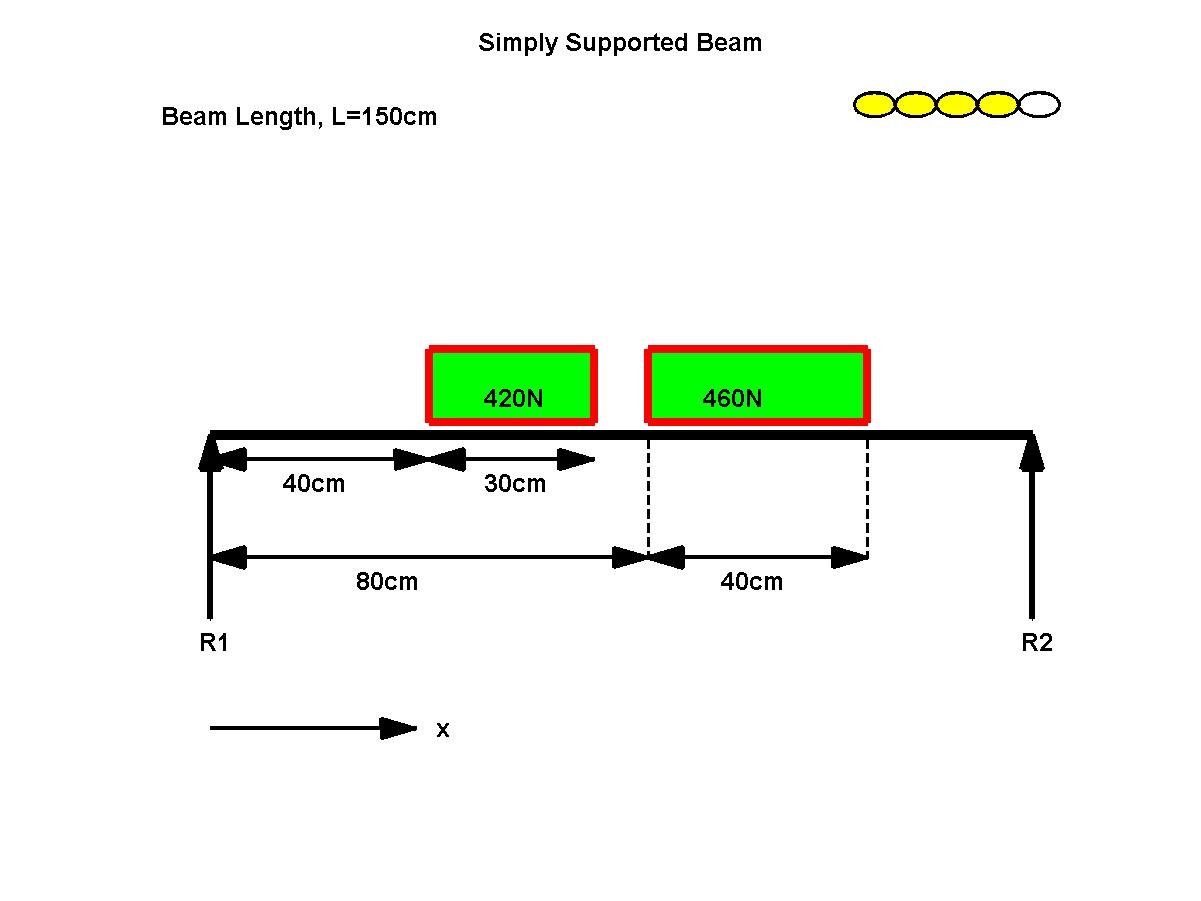 Simply Supported Beam
Beam Length, L=150cm
420N
460N
40cm
30cm
80cm
40cm
R1
R2
x